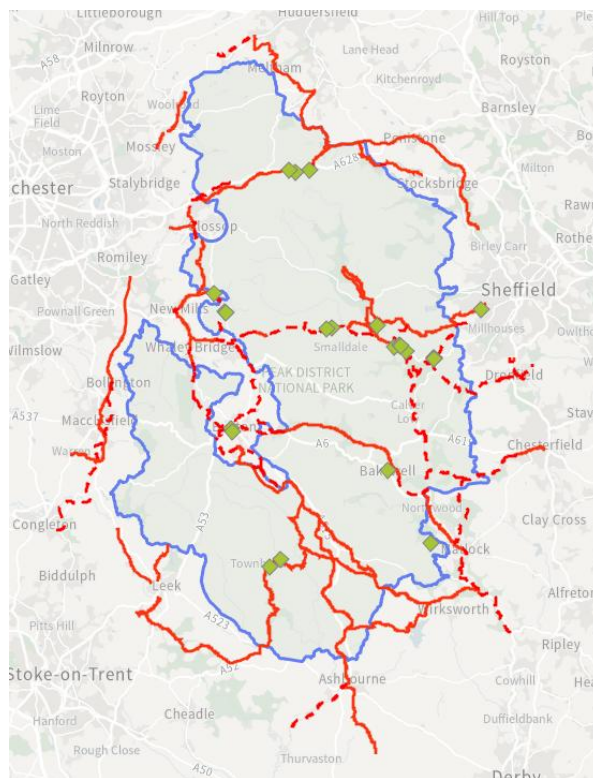 Littleborough
Huddersfield
Hill Top
A58
Milnrow
Lane Head
Royston
Royton
Kitchenroyd
Lime
Field
Woolroad
Barnsley
Moston
Mossley
Penistone
A628
chester
Stalybridge
Stocksbridge
Milton
North Reddish
Glossop
Birley Carr
Rothe
Romiley
Gatley
Sheffield
Pownall Green
New Mills
Millhouses
Wilmslow
Whaley Bridge
Smalldale
Bollington
PEAK DISTRICT
NATIONAL PARK
Dronfield
A537
Macclesfield
Calver
Warren
A6
A61
Chesterfield
Bakewell
Northwood
Clay Cross
Congleton
A53
Matlock
Biddulph
Leek
Alfreton
Wirksworth
Pitts Hill
A523
Ripley
Stoke-on-Trent
A52
Ashbourne
Cowhill
Hanford
Cheadle
Duffieldbank
Rough Close
Thurvaston
A50
Derby